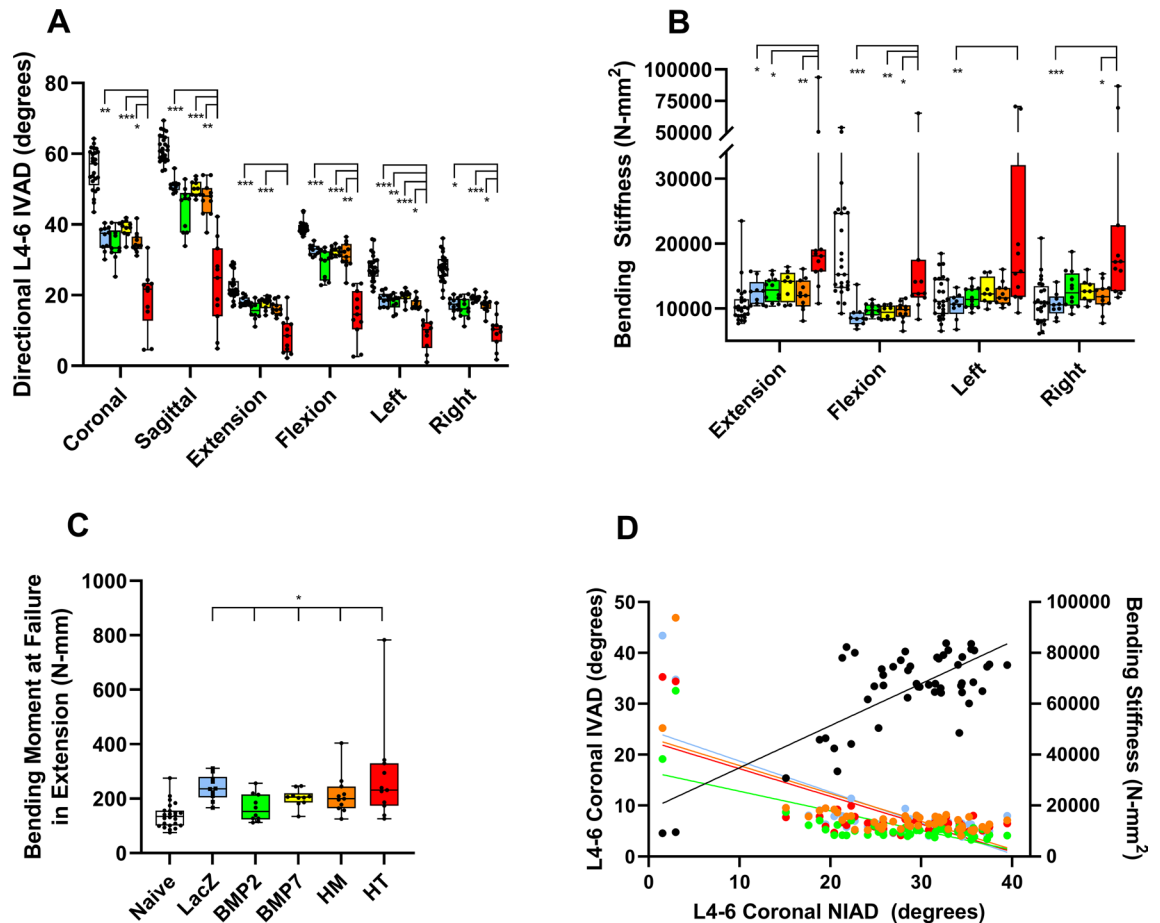 A
Directional L4-6 IVAD (degrees)
80
60
40
20
0
** *** *
*** *** **
*** ***
*** *** **
*** ** *** *
* *** *
Coronal
Sagittal
Extension
Flexion
Left
Right
B
Bending Stiffness (N-mm²)
100000
75000
50000
30000
20000
10000
* * **
*** ** *
**
*** *
Extension
Flexion
Left
Right
C
Bending Moment at Failure
in Extension (N-mm)
1000
800
600
400
200
0
*
Naive
LacZ
BMP2
BMP7
HM
HT
D
L4-6 Coronal IVAD (degrees)
50
40
30
20
10
0
0 10 20 30 40
L4-6 Coronal NIAD (degrees)
100000
80000
60000
40000
20000
0
Bending Stiffness (N-mm²)